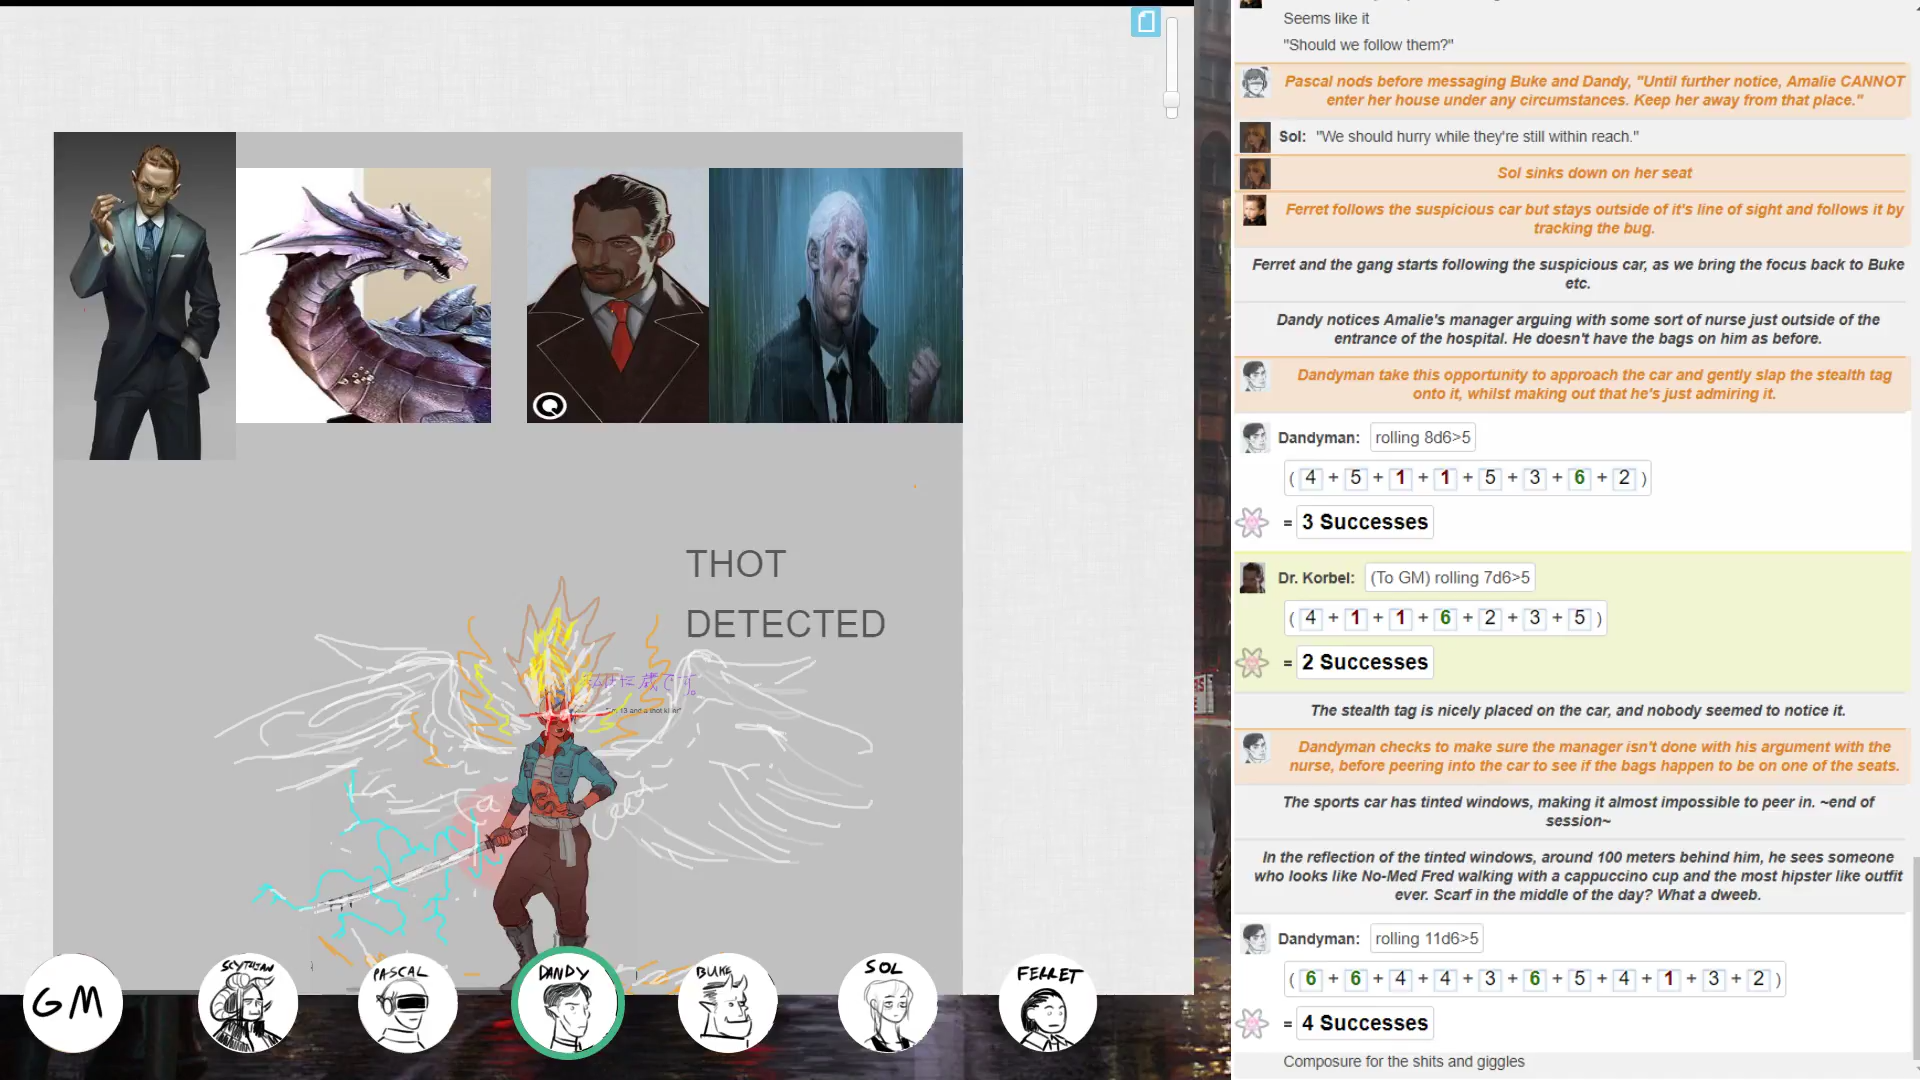 THOT
DETECTED
GM
SCYTHIAN
PASCAL
DANDY
BUKE
SOL
FERRET
Seems like it
"Should we follow them?"
Pascal nods before messaging Buke and Dandy, "Until further notice, Amalie CANNOT
enter her house under any circumstances. Keep her away from that place."
Sol: "We should hurry while they're still within reach."
Sol sinks down on her seat
Ferret follows the suspicious car but stays outside of it's line of sight and follows it by
tracking the bug.
Ferret and the gang starts following the suspicious car, as we bring the focus back to Buke
etc.
Dandy notices Amalie's manager arguing with some sort of nurse just outside of the
entrance of the hospital. He doesn't have the bags on him as before.
Dandyman take this opportunity to approach the car and gently slap the stealth tag
onto it, whilst making out that he's just admiring it.
Dandyman: rolling 8d6>5
( 4 + 5 + 1 + 1 + 5 + 3 + 6 + 2 )
= 3 Successes
Dr. Korbel: (To GM) rolling 7d6>5
( 4 + 1 + 1 + 6 + 2 + 3 + 5 )
= 2 Successes
The stealth tag is nicely placed on the car, and nobody seemed to notice it.
Dandyman checks to make sure the manager isn't done with his argument with the
nurse, before peering into the car to see if the bags happen to be on one of the seats.
The sports car has tinted windows, making it almost impossible to peer in. ~end of
session~
In the reflection of the tinted windows, around 100 meters behind him, he sees someone
who looks like No-Med Fred walking with a cappuccino cup and the most hipster like outfit
ever. Scarf in the middle of the day? What a dweeb.
Dandyman: rolling 11d6>5
( 6 + 6 + 4 + 4 + 3 + 6 + 5 + 4 + 1 + 3 + 2 )
= 4 Successes
Composure for the shits and giggles